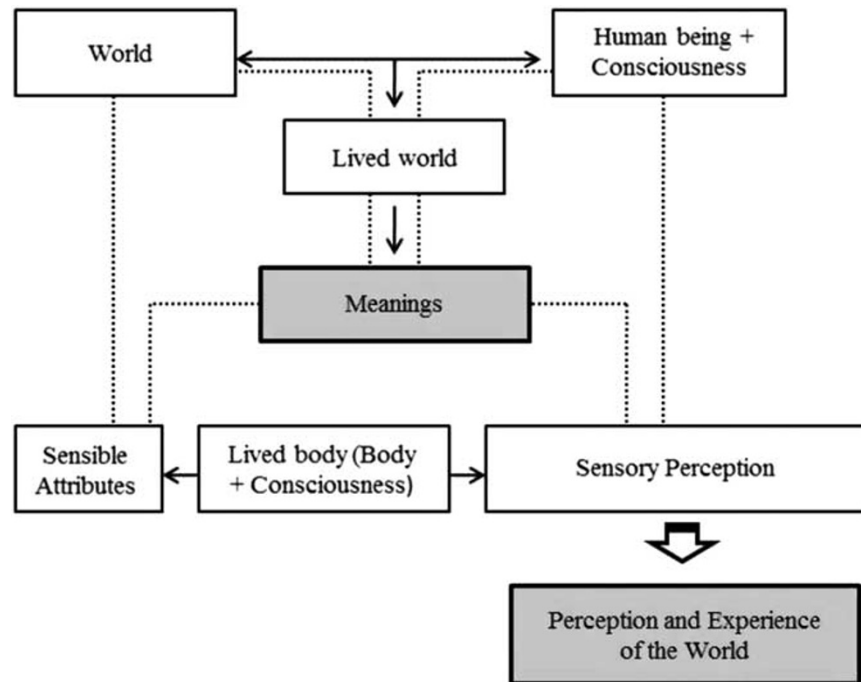 World
Human being +
Consciousness
Lived world
Meanings
Sensible
Attributes
Lived body (Body
+ Consciousness)
Sensory Perception
Perception and Experience
of the World